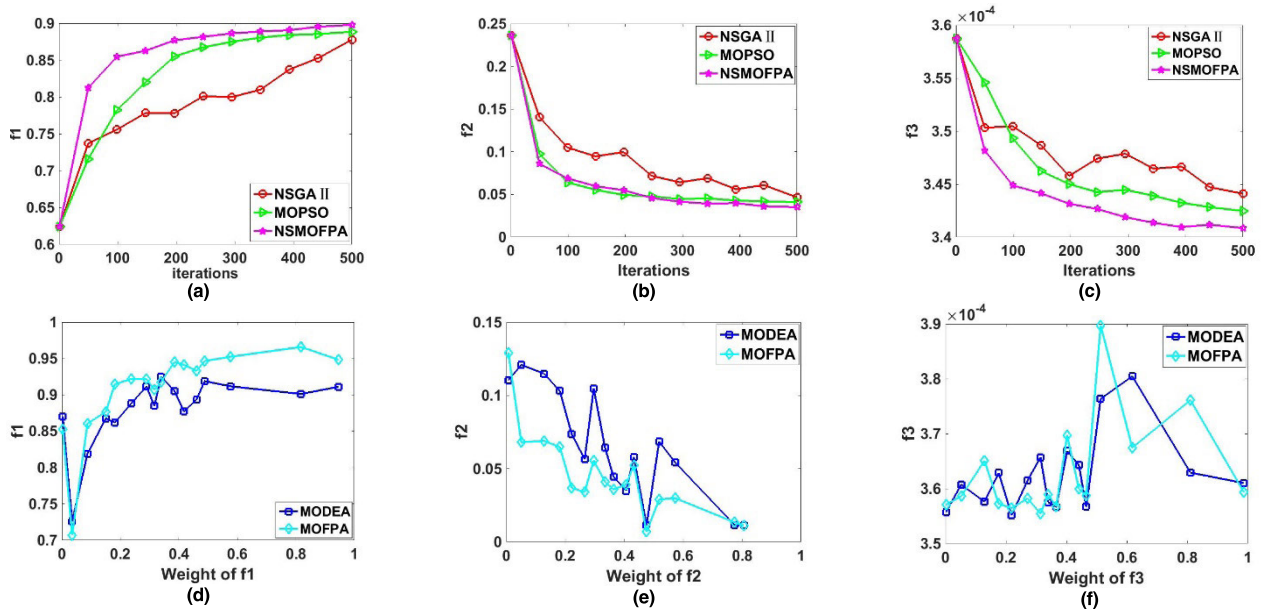 0.9
0.85
0.8
0.75
0.7
0.65
0.6
f1
0 100 200 300 400 500
iterations
NSGA II
MOPSO
NSMOFPA
(a)
0.25
0.2
0.15
0.1
0.05
0
f2
0 100 200 300 400 500
Iterations
NSGA II
MOPSO
NSMOFPA
(b)
×10-4
3.6
3.55
3.5
3.45
3.4
f3
0 100 200 300 400 500
Iterations
NSGA II
MOPSO
NSMOFPA
(c)
1
0.95
0.9
0.85
0.8
0.75
0.7
f1
0 0.2 0.4 0.6 0.8 1
Weight of f1
MODEA
MOFPA
(d)
0.15
0.1
0.05
0
f2
0 0.2 0.4 0.6 0.8 1
Weight of f2
MODEA
MOFPA
(e)
×10-4
3.9
3.8
3.7
3.6
3.5
f3
0 0.2 0.4 0.6 0.8 1
Weight of f3
MODEA
MOFPA
(f)